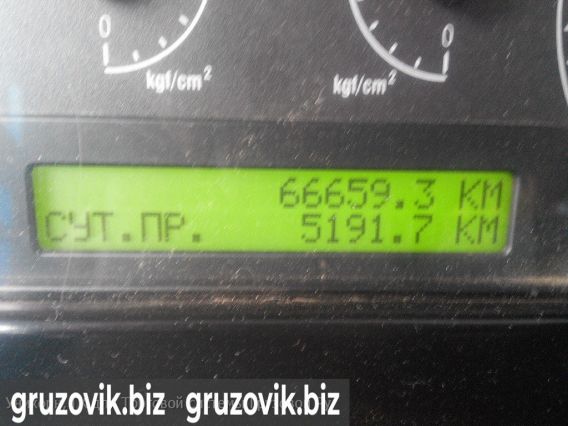 0
0
kgf/cm²
kgf/cm²
66659.3 КМ
СУТ.ПР. 5191.7 КМ
gruzovik.biz gruzovik.biz